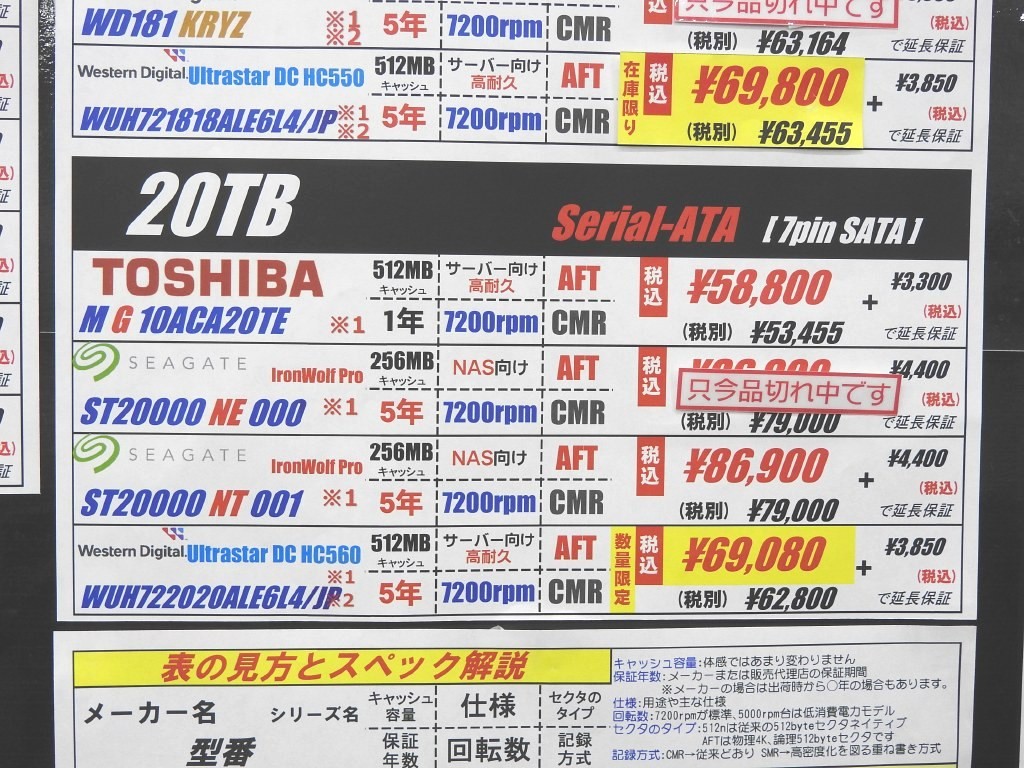 WD181 KRYZ ※1 ※2 5年 7200rpm CMR (税別) ¥63,164 で延長保証
只今品切れ中です
Western Digital. Ultrastar DC HC550 512MB キャッシュ サーバー向け 高耐久 AFT 在庫限り 税込 ¥69,800 + ¥3,850 (税込)
WUH721818ALE6L4/JP ※1 ※2 5年 7200rpm CMR (税別) ¥63,455 で延長保証
20TB Serial-ATA [7pin SATA]
TOSHIBA 512MB キャッシュ サーバー向け 高耐久 AFT 税込 ¥58,800 + ¥3,300 (税込)
MG10ACA20TE ※1 1年 7200rpm CMR (税別) ¥53,455 で延長保証
SEAGATE IronWolf Pro 256MB キャッシュ NAS向け AFT 税込 ¥4,400 (税込)
只今品切れ中です
ST20000NE000 ※1 5年 7200rpm CMR (税別) ¥79,000 で延長保証
SEAGATE IronWolf Pro 256MB キャッシュ NAS向け AFT 税込 ¥86,900 + ¥4,400 (税込)
ST20000NT001 ※1 5年 7200rpm CMR (税別) ¥79,000 で延長保証
Western Digital. Ultrastar DC HC560 512MB キャッシュ サーバー向け 高耐久 AFT 数量限定 税込 ¥69,080 + ¥3,850 (税込)
WUH722020ALE6L4/JP ※1 ※2 5年 7200rpm CMR (税別) ¥62,800 で延長保証
表の見方とスペック解説
メーカー名 シリーズ名 キャッシュ容量 仕様 セクタのタイプ
型番 保証年数 回転数 記録方式
キャッシュ容量:体感ではあまり変わりません
保証年数:メーカーまたは販売代理店の保証期間
※メーカーの場合は出荷時から○年の場合もあります。
仕様:用途や主な仕様
回転数:7200rpmが標準、5000rpm台は低消費電力モデル
セクタのタイプ:512nは従来の512byteセクタネイティブ
AFTは物理4K、論理512byteセクタです
記録方式:CMR→従来どおり SMR→高密度化を図る重ね書き方式